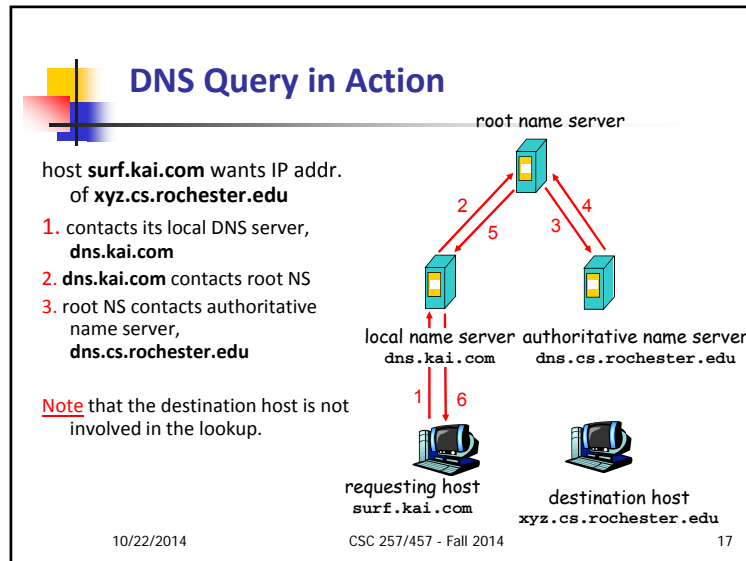 DNS Query in Action
host surf.kai.com wants IP addr.
of xyz.cs.rochester.edu
1. contacts its local DNS server,
dns.kai.com
2. dns.kai.com contacts root NS
3. root NS contacts authoritative
name server,
dns.cs.rochester.edu
Note that the destination host is not
involved in the lookup.
root name server
2
4
5
3
local name server
dns.kai.com
authoritative name server
dns.cs.rochester.edu
1
6
requesting host
surf.kai.com
destination host
xyz.cs.rochester.edu
10/22/2014
CSC 257/457 - Fall 2014
17